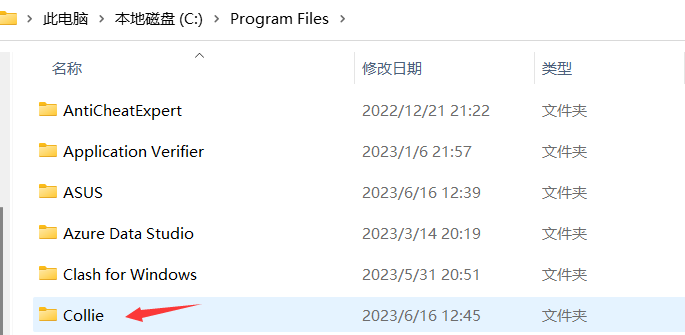 此电脑 > 本地磁盘 (C:) > Program Files >
名称 修改日期 类型
AntiCheatExpert 2022/12/21 21:22 文件夹
Application Verifier 2023/1/6 21:57 文件夹
ASUS 2023/6/16 12:39 文件夹
Azure Data Studio 2023/3/14 20:19 文件夹
Clash for Windows 2023/5/31 20:51 文件夹
Collie 2023/6/16 12:45 文件夹